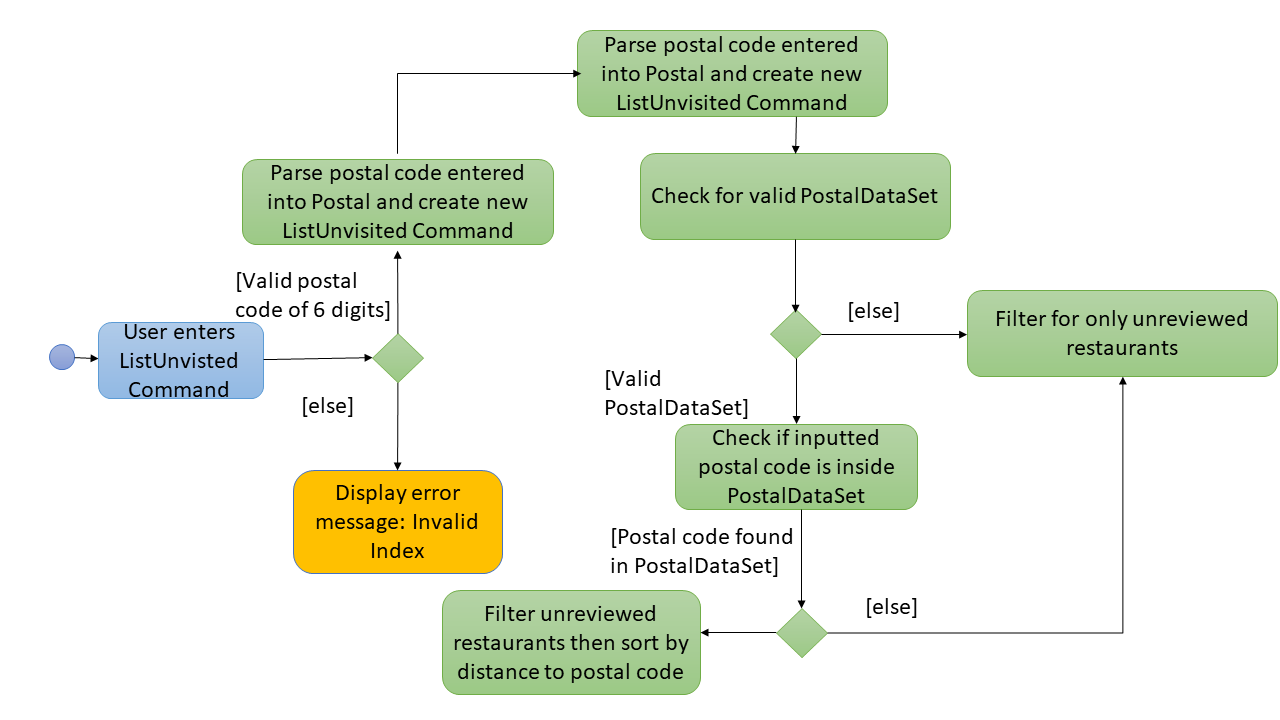 Parse postal code entered
into Postal and create new
ListUnvisited Command
Parse postal code entered
into Postal and create new
ListUnvisited Command
Check for valid PostalDataSet
[Valid postal
code of 6 digits]
User enters
ListUnvisted
Command
[else]
Display error
message: Invalid
Index
[else]
Filter for only unreviewed
restaurants
[Valid
PostalDataSet]
Check if inputted
postal code is inside
PostalDataSet
[Postal code found
in PostalDataSet]
[else]
Filter unreviewed
restaurants then sort by
distance to postal code